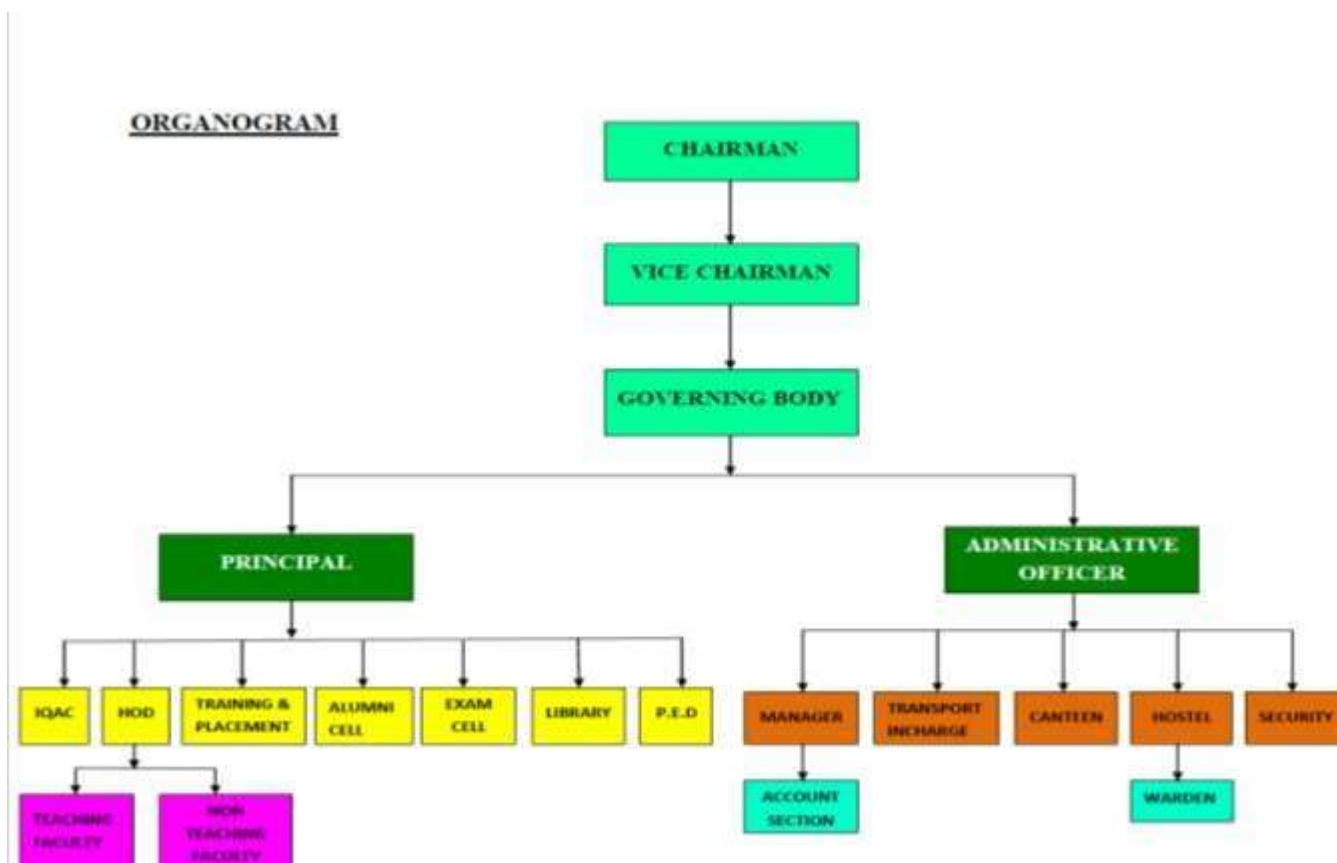 ORGANOGRAM
CHAIRMAN
VICE CHAIRMAN
GOVERNING BODY
PRINCIPAL
ADMINISTRATIVE
OFFICER
IQAC
HOD
TRAINING &
PLACEMENT
ALUMNI
CELL
EXAM
CELL
LIBRARY
P.E.D
MANAGER
TRANSPORT
INCHARGE
CANTEEN
HOSTEL
SECURITY
TEACHING
FACULTY
NON
TEACHING
FACULTY
ACCOUNT
SECTION
WARDEN